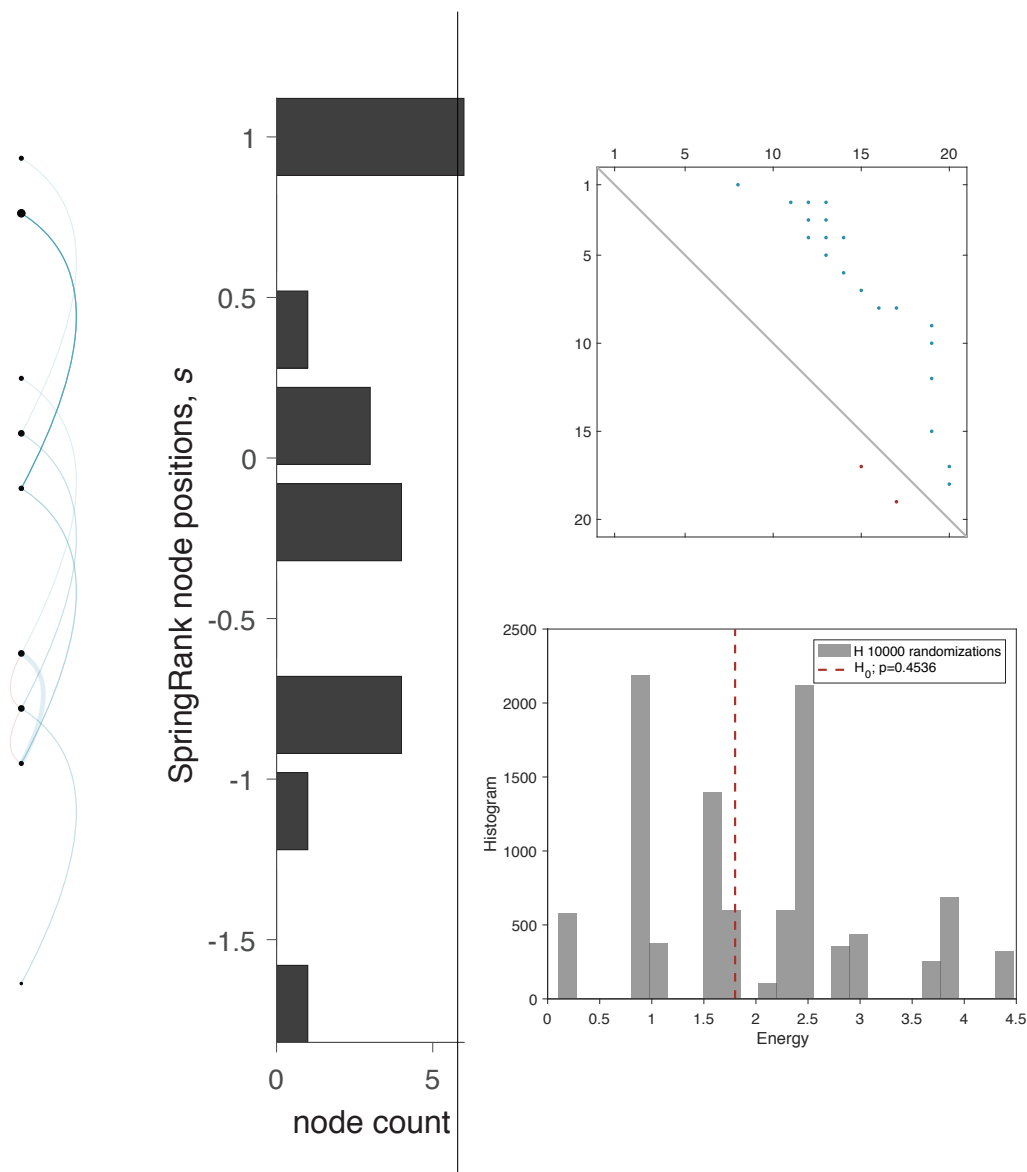 1
0.5
0
-0.5
-1
-1.5
SpringRank node positions, s
0 5
node count
1 5 10 15 20
1
5
10
15
20
2500
2000
1500
1000
500
0
Histogram
H 10000 randomizations
H0; p=0.4536
0 0.5 1 1.5 2 2.5 3 3.5 4 4.5
Energy